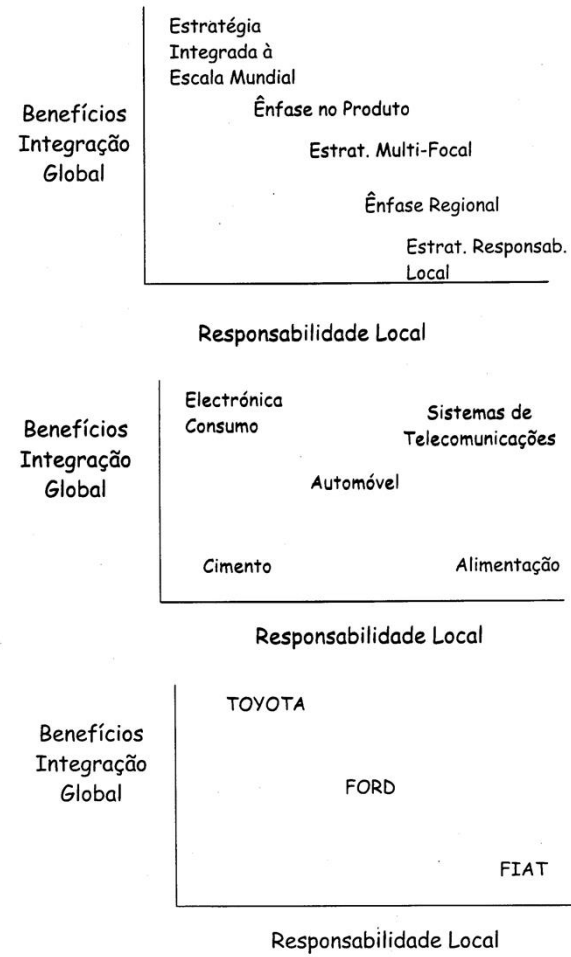 Estratégia
Integrada à
Escala Mundial
Benefícios
Integração
Global
Ênfase no Produto
Estrat. Multi-Focal
Ênfase Regional
Estrat. Responsab.
Local
Responsabilidade Local
Electrónica
Consumo
Sistemas de
Telecomunicações
Benefícios
Integração
Global
Automóvel
Cimento
Alimentação
Responsabilidade Local
TOYOTA
Benefícios
Integração
Global
FORD
FIAT
Responsabilidade Local